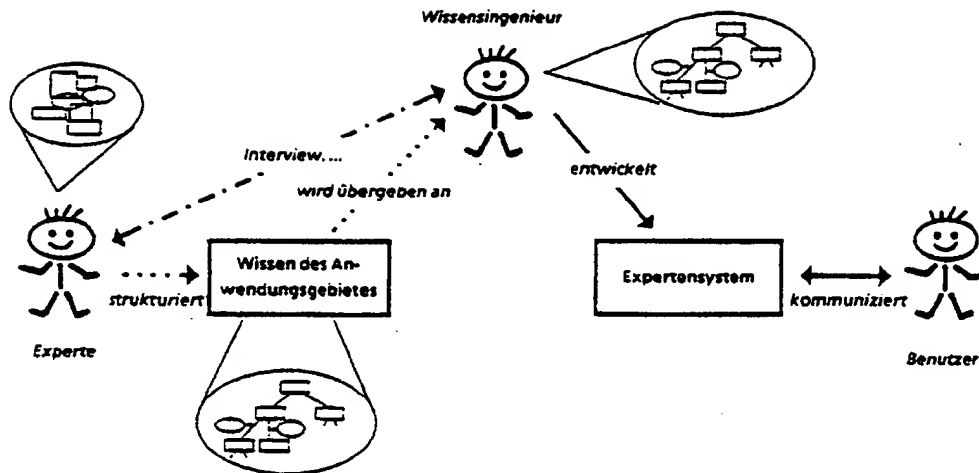 Wissensingenieur
Interview, ...
wird übergeben an
entwickelt
Wissen des An-
wendungsgebietes
strukturiert
Expertensystem
kommuniziert
Experte
Benutzer